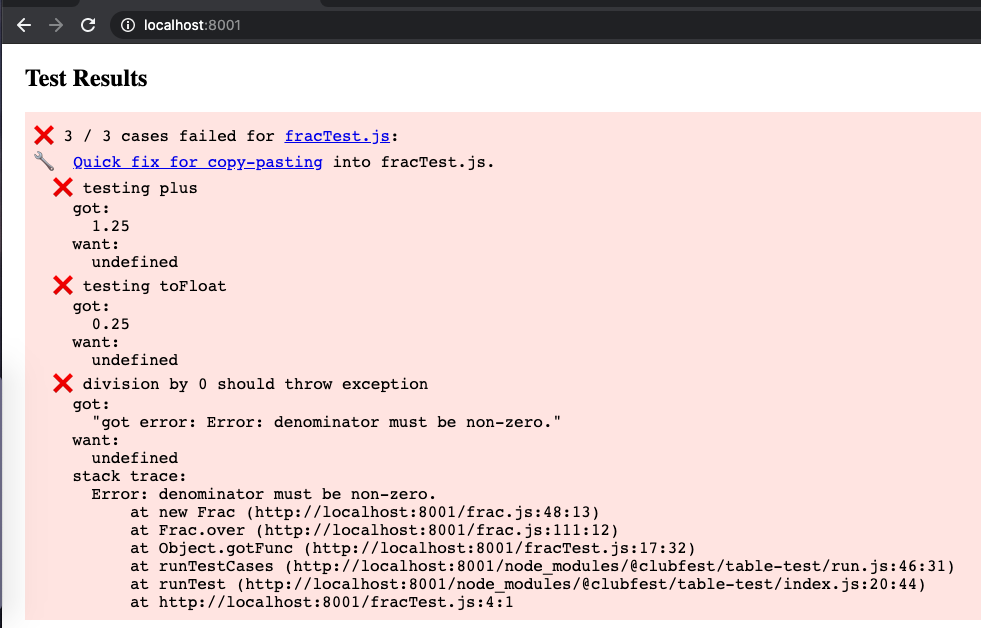 localhost:8001
Test Results
❌ 3 / 3 cases failed for fracTest.js:
🔧 Quick fix for copy-pasting into fracTest.js.
❌ testing plus
got:
1.25
want:
undefined
❌ testing toFloat
got:
0.25
want:
undefined
❌ division by 0 should throw exception
got:
"got error: Error: denominator must be non-zero."
want:
undefined
stack trace:
Error: denominator must be non-zero.
at new Frac (http://localhost:8001/frac.js:48:13)
at Frac.over (http://localhost:8001/frac.js:111:12)
at Object.gotFunc (http://localhost:8001/fracTest.js:17:32)
at runTestCases (http://localhost:8001/node_modules/@clubfest/table-test/run.js:46:31)
at runTest (http://localhost:8001/node_modules/@clubfest/table-test/index.js:20:44)
at http://localhost:8001/fracTest.js:4:1